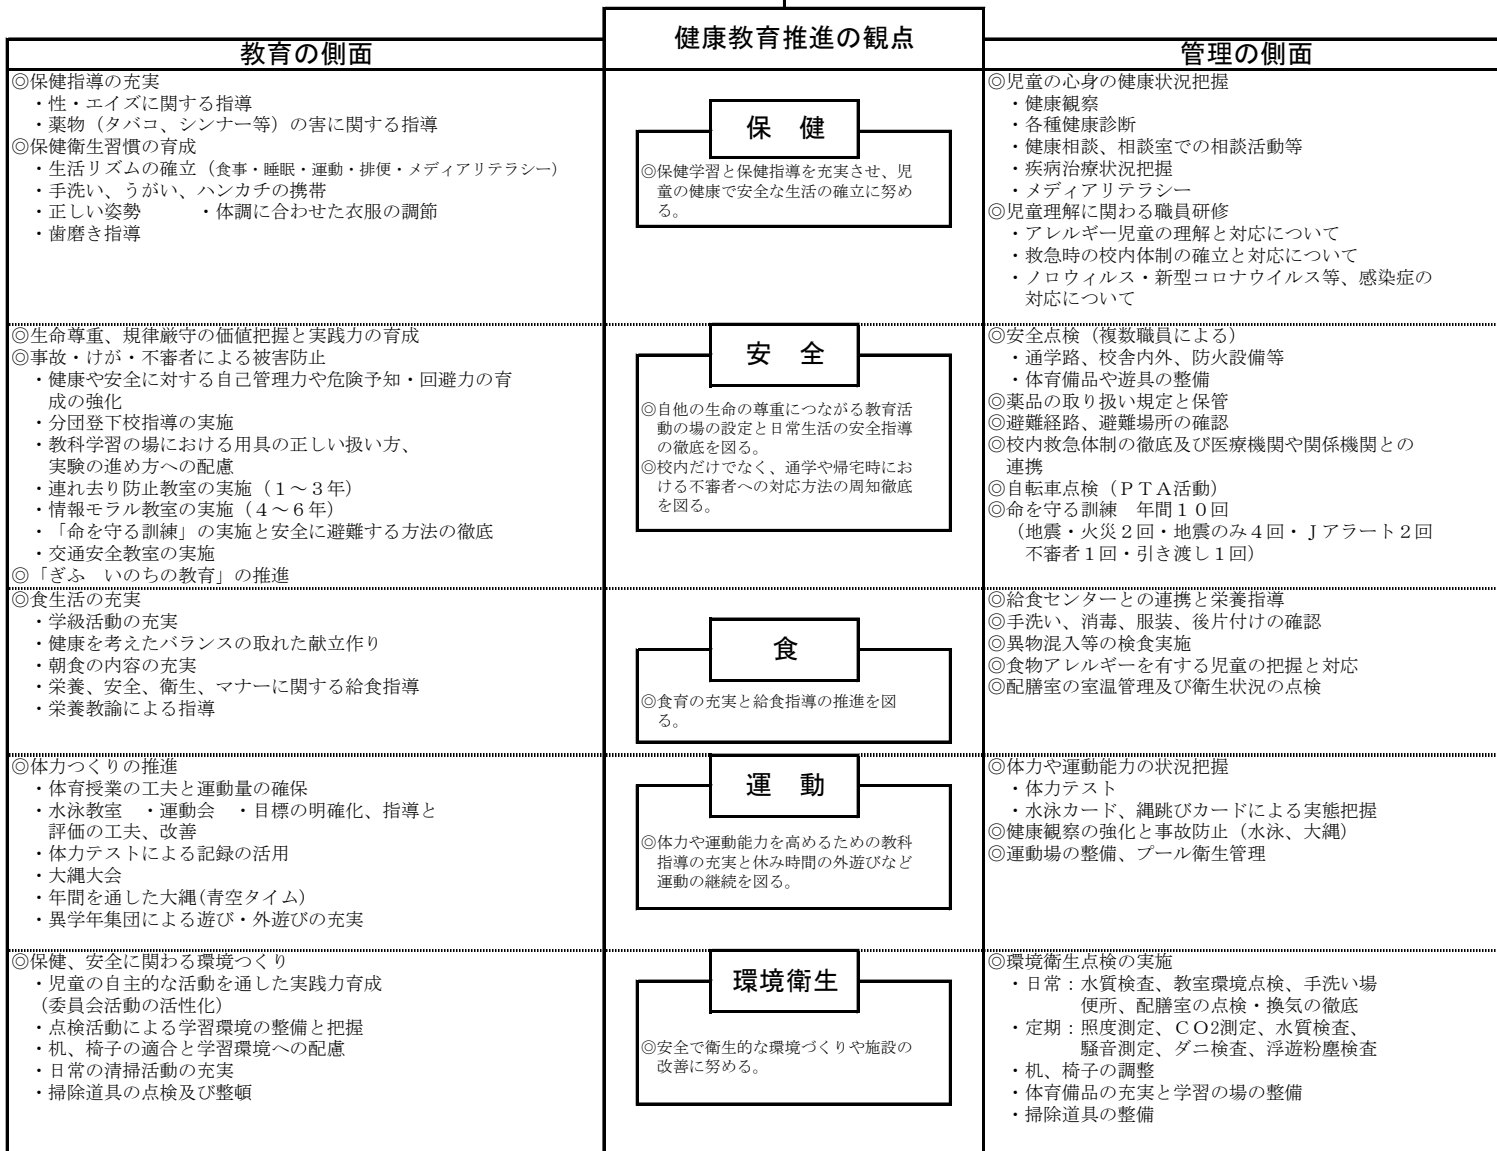 健康教育推進の観点
教育の側面
管理の側面
◎保健指導の充実
・性・エイズに関する指導
・薬物（タバコ、シンナー等）の害に関する指導
◎保健衛生習慣の育成
・生活リズムの確立（食事・睡眠・運動・排便・メディアリテラシー）
・手洗い、うがい、ハンカチの携帯
・正しい姿勢　　　・体調に合わせた衣服の調節
・歯磨き指導
保　健
◎保健学習と保健指導を充実させ、児
童の健康で安全な生活の確立に努め
る。
◎児童の心身の健康状況把握
・健康観察
・各種健康診断
・健康相談、相談室での相談活動等
・疾病治療状況把握
・メディアリテラシー
◎児童理解に関わる職員研修
・アレルギー児童の理解と対応について
・救急時の校内体制の確立と対応について
・ノロウィルス・新型コロナウイルス等、感染症の
対応について
◎生命尊重、規律厳守の価値把握と実践力の育成
◎事故・けが・不審者による被害防止
・健康や安全に対する自己管理力や危険予知・回避力の育
成の強化
・分団登下校指導の実施
・教科学習の場における用具の正しい扱い方、
実験の進め方への配慮
・連れ去り防止教室の実施（１～３年）
・情報モラル教室の実施（４～６年）
・「命を守る訓練」の実施と安全に避難する方法の徹底
・交通安全教室の実施
◎「ぎふ　いのちの教育」の推進
安　全
◎自他の生命の尊重につながる教育活
動の場の設定と日常生活の安全指導
の徹底を図る。
◎校内だけでなく、通学や帰宅時にお
ける不審者への対応方法の周知徹底
を図る。
◎安全点検（複数職員による）
・通学路、校舎内外、防火設備等
・体育備品や遊具の整備
◎薬品の取り扱い規定と保管
◎避難経路、避難場所の確認
◎校内救急体制の徹底及び医療機関や関係機関との
連携
◎自転車点検（ＰＴＡ活動）
◎命を守る訓練　年間１０回
（地震・火災２回・地震のみ４回・Ｊアラート２回
不審者１回・引き渡し１回）
◎食生活の充実
・学級活動の充実
・健康を考えたバランスの取れた献立作り
・朝食の内容の充実
・栄養、安全、衛生、マナーに関する給食指導
・栄養教諭による指導
食
◎食育の充実と給食指導の推進を図
る。
◎給食センターとの連携と栄養指導
◎手洗い、消毒、服装、後片付けの確認
◎異物混入等の検食実施
◎食物アレルギーを有する児童の把握と対応
◎配膳室の室温管理及び衛生状況の点検
◎体力つくりの推進
・体育授業の工夫と運動量の確保
・水泳教室　・運動会　・目標の明確化、指導と
評価の工夫、改善
・体力テストによる記録の活用
・大縄大会
・年間を通した大縄(青空タイム)
・異学年集団による遊び・外遊びの充実
運　動
◎体力や運動能力を高めるための教科
指導の充実と休み時間の外遊びなど
運動の継続を図る。
◎体力や運動能力の状況把握
・体力テスト
・水泳カード、縄跳びカードによる実態把握
◎健康観察の強化と事故防止（水泳、大縄）
◎運動場の整備、プール衛生管理
◎保健、安全に関わる環境つくり
・児童の自主的な活動を通した実践力育成
（委員会活動の活性化）
・点検活動による学習環境の整備と把握
・机、椅子の適合と学習環境への配慮
・日常の清掃活動の充実
・掃除道具の点検及び整頓
環境衛生
◎安全で衛生的な環境づくりや施設の
改善に努める。
◎環境衛生点検の実施
・日常：水質検査、教室環境点検、手洗い場
便所、配膳室の点検・換気の徹底
・定期：照度測定、ＣＯ2測定、水質検査、
騒音測定、ダニ検査、浮遊粉塵検査
・机、椅子の調整
・体育備品の充実と学習の場の整備
・掃除道具の整備